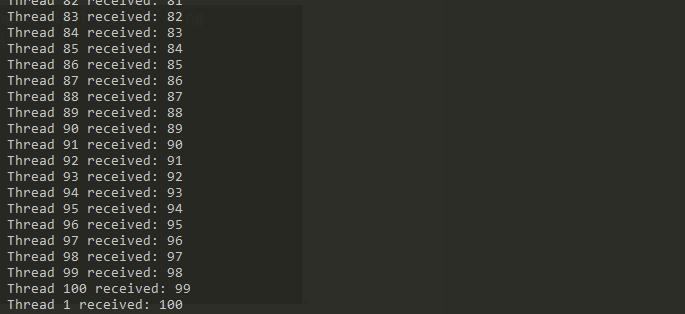 Thread 82 received: 81
Thread 83 received: 82
Thread 84 received: 83
Thread 85 received: 84
Thread 86 received: 85
Thread 87 received: 86
Thread 88 received: 87
Thread 89 received: 88
Thread 90 received: 89
Thread 91 received: 90
Thread 92 received: 91
Thread 93 received: 92
Thread 94 received: 93
Thread 95 received: 94
Thread 96 received: 95
Thread 97 received: 96
Thread 98 received: 97
Thread 99 received: 98
Thread 100 received: 99
Thread 1 received: 100